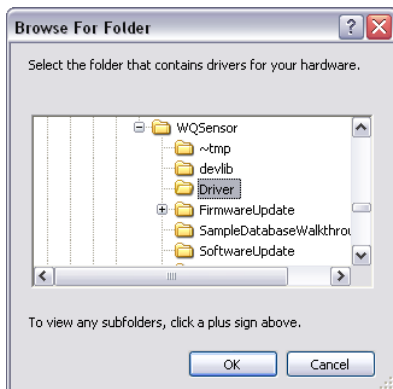 Browse For Folder
Select the folder that contains drivers for your hardware.
WQSensor
~tmp
devlib
Driver
FirmwareUpdate
SampleDatabaseWalkthrou
SoftwareUpdate
To view any subfolders, click a plus sign above.
OK Cancel